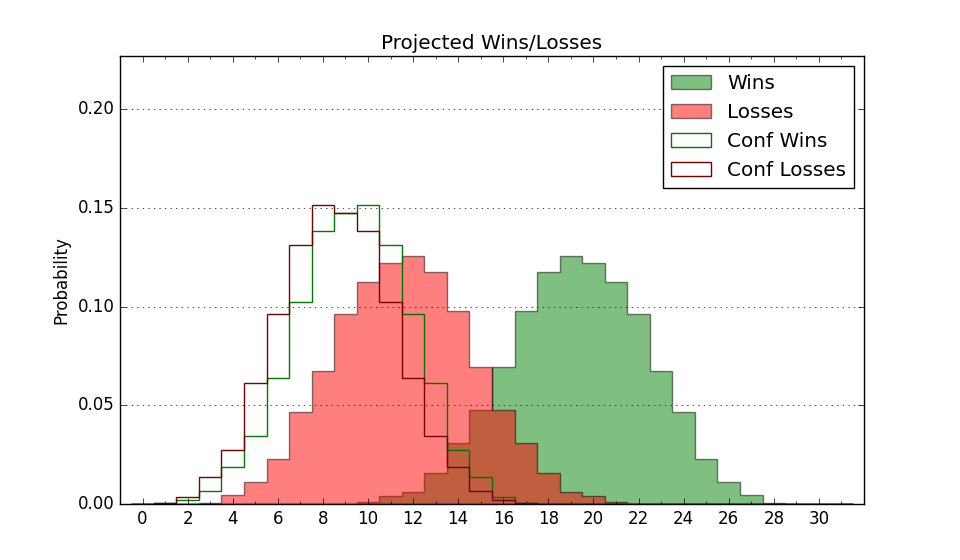 Projected Wins/Losses
Wins
Losses
Conf Wins
Conf Losses
Probability
0.20
0.15
0.10
0.05
0.00
0 2 4 6 8 10 12 14 16 18 20 22 24 26 28 30